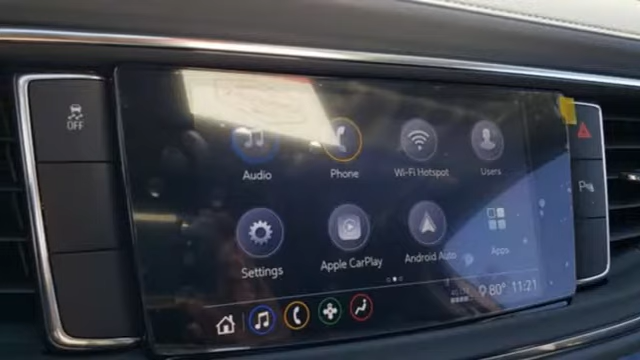 OFF
Audio
Phone
Wi-Fi Hotspot
Users
Settings
Apple CarPlay
Android Auto
Apps
80° 11:21